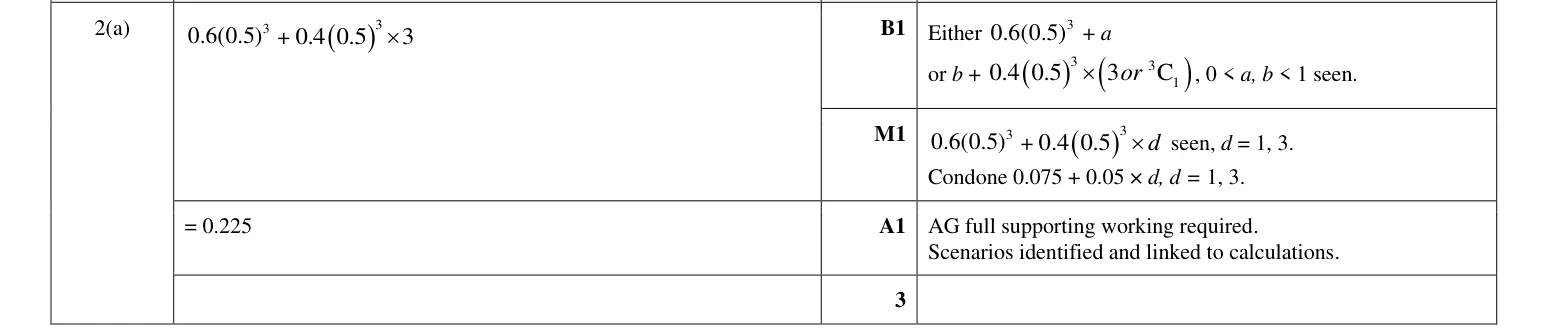 2(a)
0.6(0.5)³ + 0.4(0.5)³ × 3
B1
Either 0.6(0.5)³ + a
or b + 0.4(0.5)³ × (3or ³C₁), 0 < a, b < 1 seen.
M1
0.6(0.5)³ + 0.4(0.5)³ × d seen, d = 1, 3.
Condone 0.075 + 0.05 × d, d = 1, 3.
= 0.225
A1
AG full supporting working required.
Scenarios identified and linked to calculations.
3